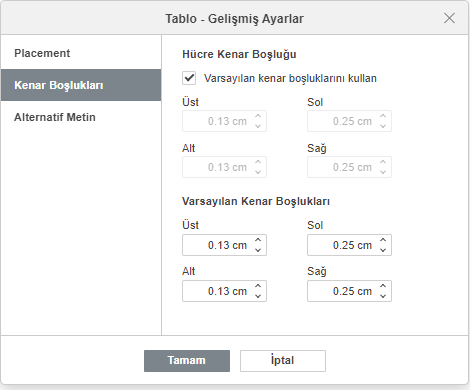 Tablo - Gelişmiş Ayarlar
Placement
Kenar Boşlukları
Alternatif Metin
Hücre Kenar Boşluğu
Varsayılan kenar boşluklarını kullan
Üst Sol
0.13 cm 0.25 cm
Alt Sağ
0.13 cm 0.25 cm
Varsayılan Kenar Boşlukları
Üst Sol
0.13 cm 0.25 cm
Alt Sağ
0.13 cm 0.25 cm
Tamam İptal